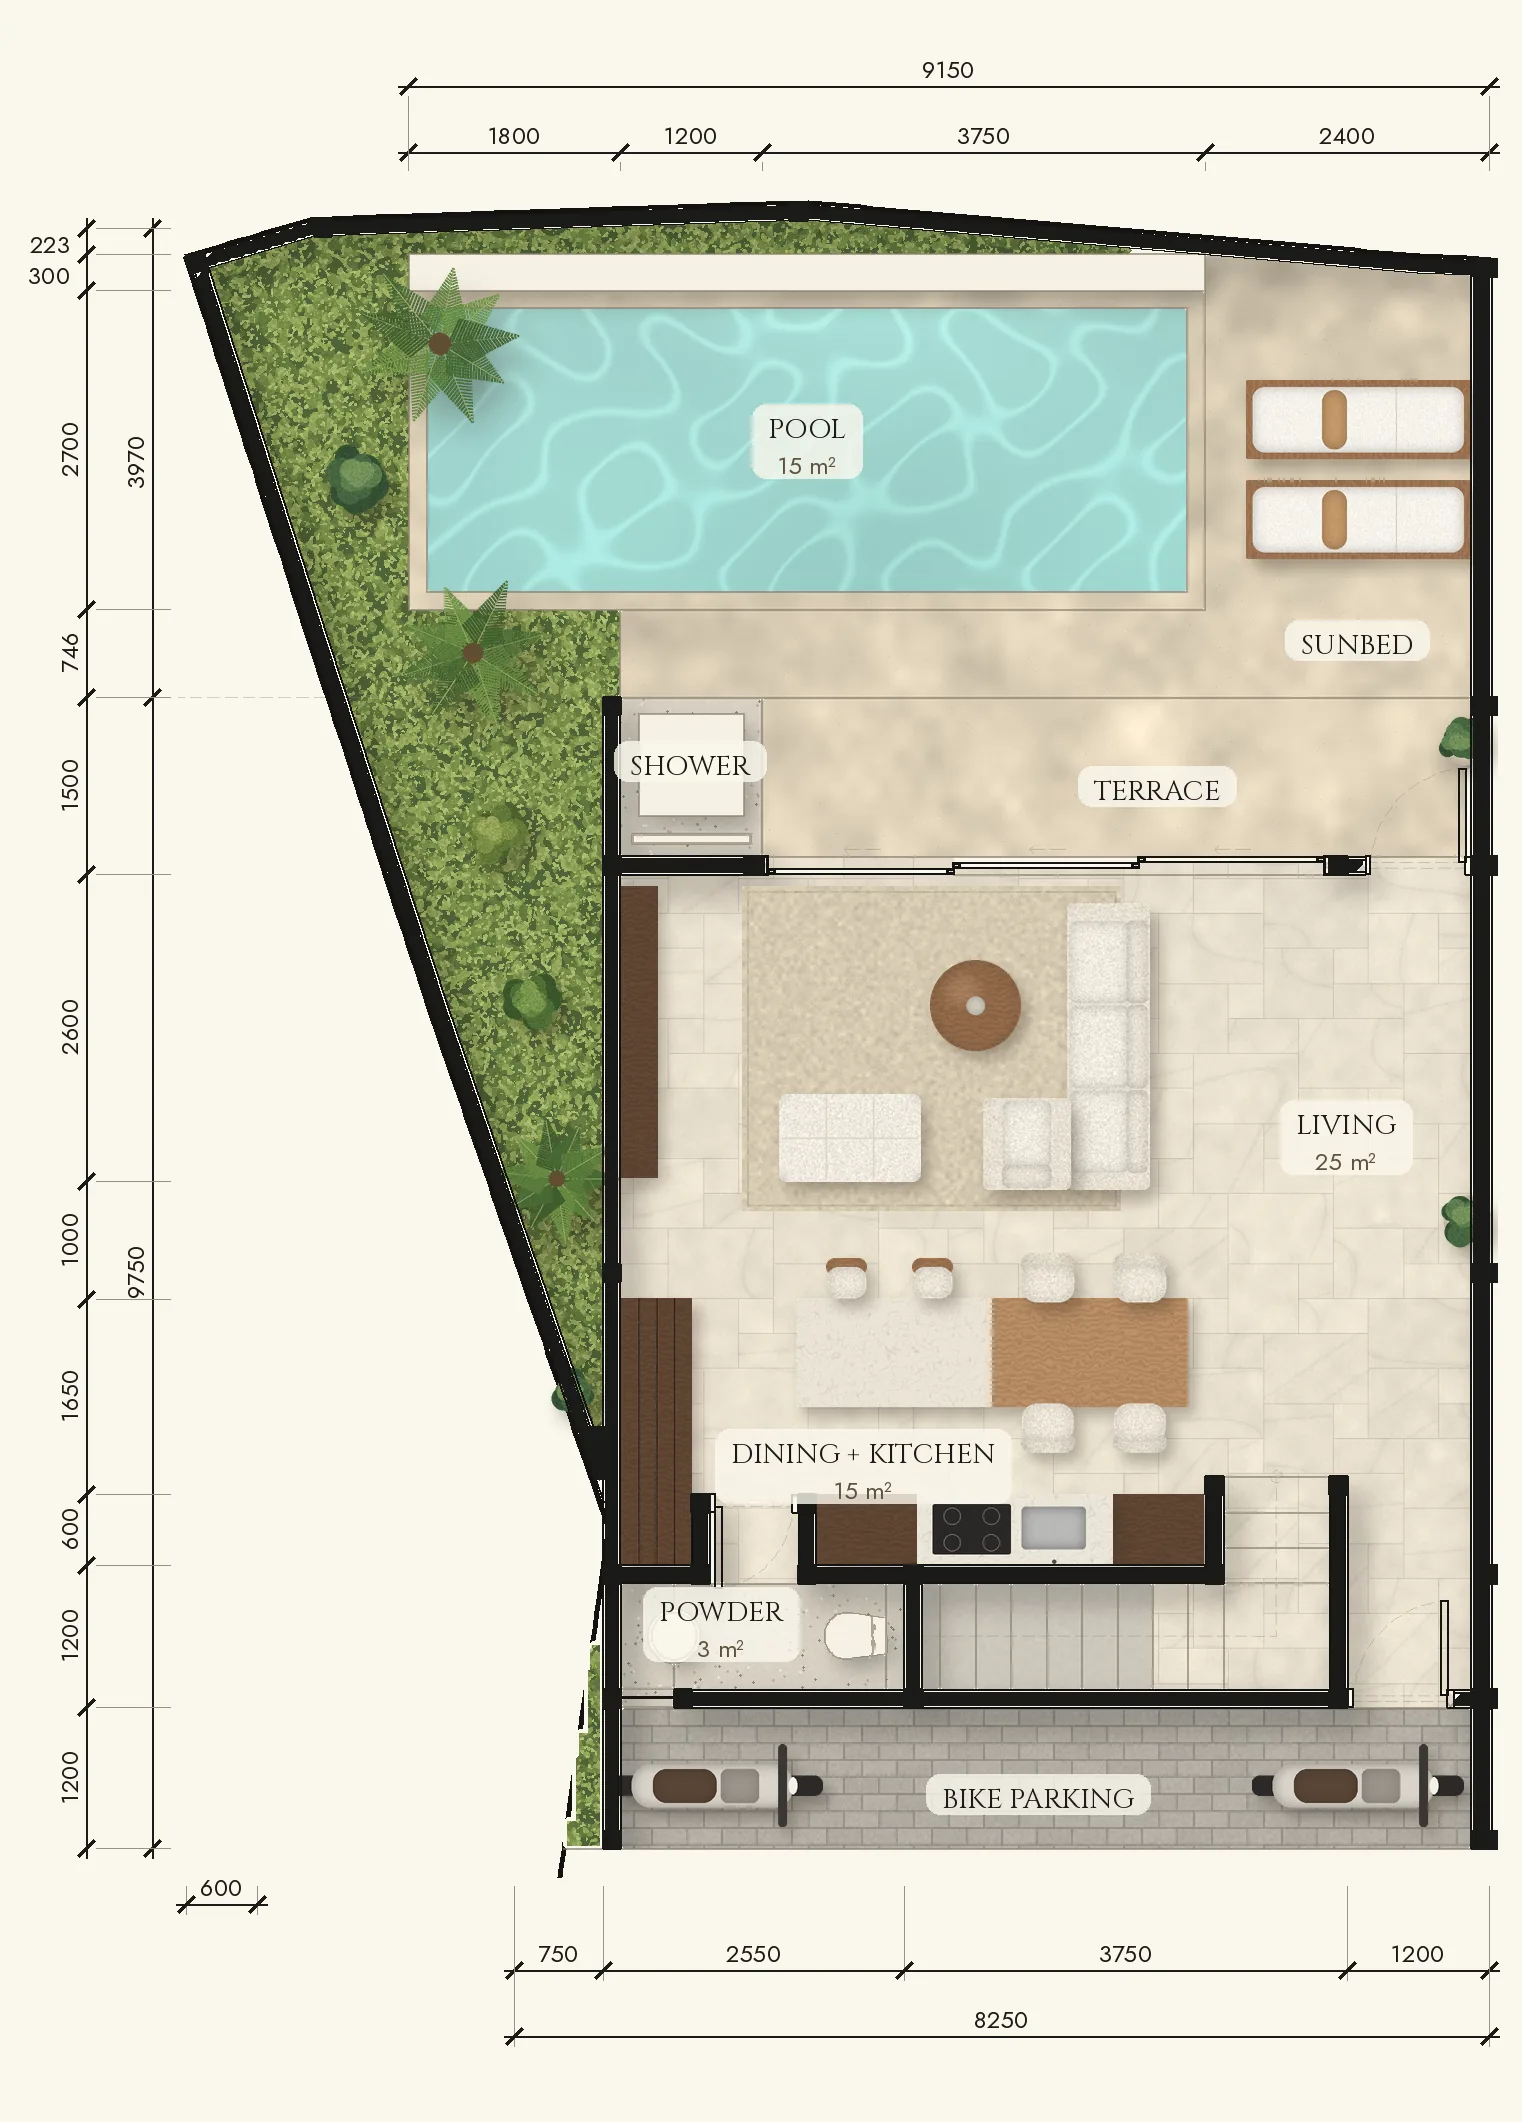 9150
1800 1200 3750 2400
223
300
2700
3970
POOL
15 m²
746
SUNBED
1500
SHOWER
TERRACE
2600
LIVING
25 m²
1000
9750
1650
DINING + KITCHEN
15 m²
600
POWDER
3 m²
1200
1200
BIKE PARKING
600
750 2550 3750 1200
8250